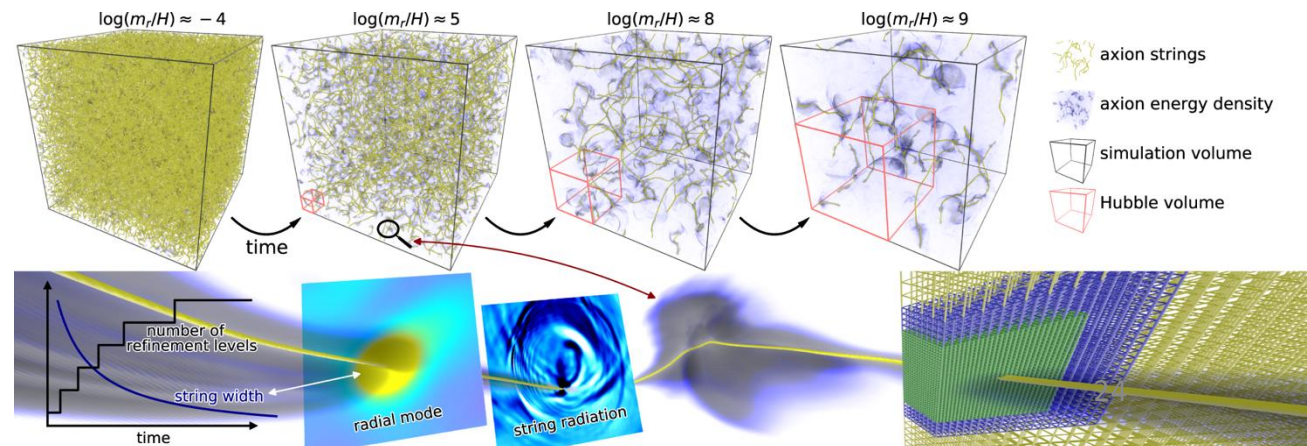 log(m_r/H) ≈ −4
log(m_r/H) ≈ 5
log(m_r/H) ≈ 8
log(m_r/H) ≈ 9
axion strings
axion energy density
simulation volume
Hubble volume
time
number of
refinement levels
string width
time
radial mode
string radiation
24